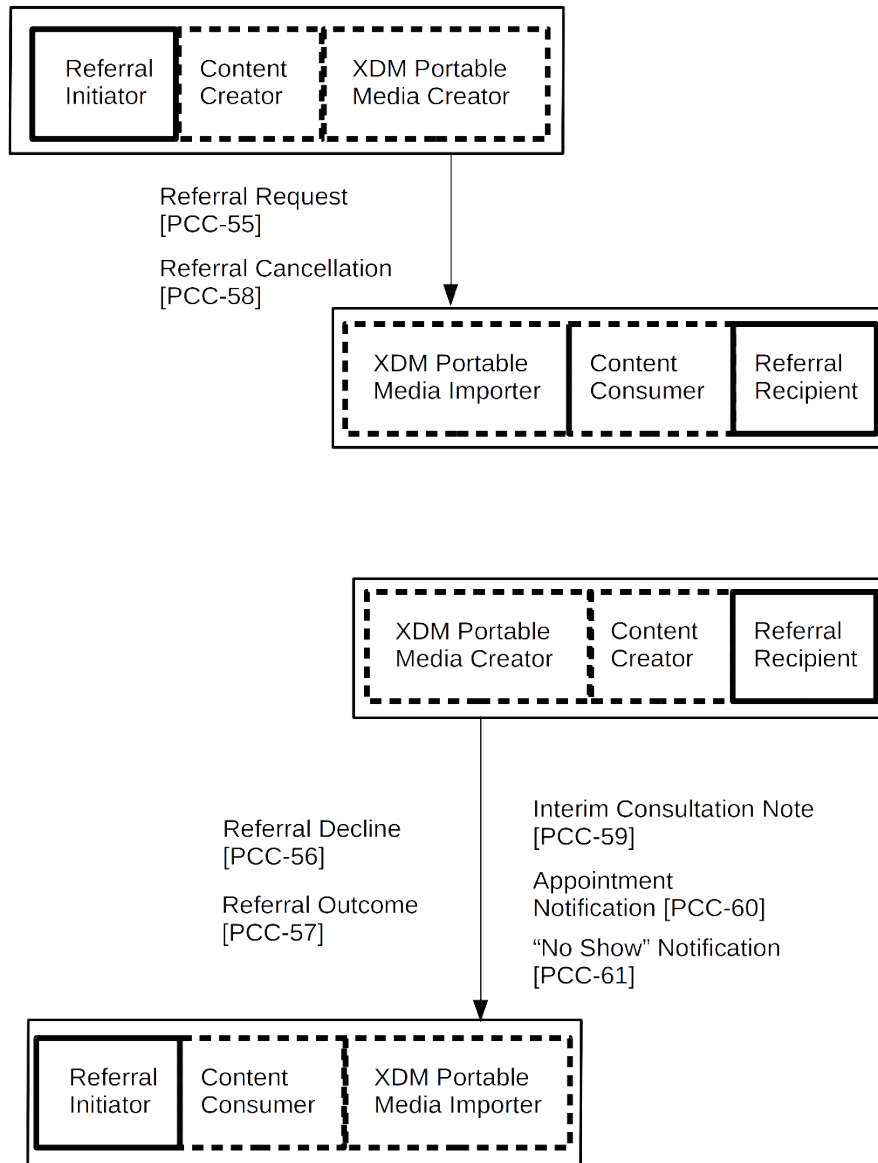 Referral
Initiator
Content
Creator
XDM Portable
Media Creator
Referral Request
[PCC-55]
Referral Cancellation
[PCC-58]
XDM Portable
Media Importer
Content
Consumer
Referral
Recipient
XDM Portable
Media Creator
Content
Creator
Referral
Recipient
Referral Decline
[PCC-56]
Referral Outcome
[PCC-57]
Interim Consultation Note
[PCC-59]
Appointment
Notification [PCC-60]
“No Show” Notification
[PCC-61]
Referral
Initiator
Content
Consumer
XDM Portable
Media Importer